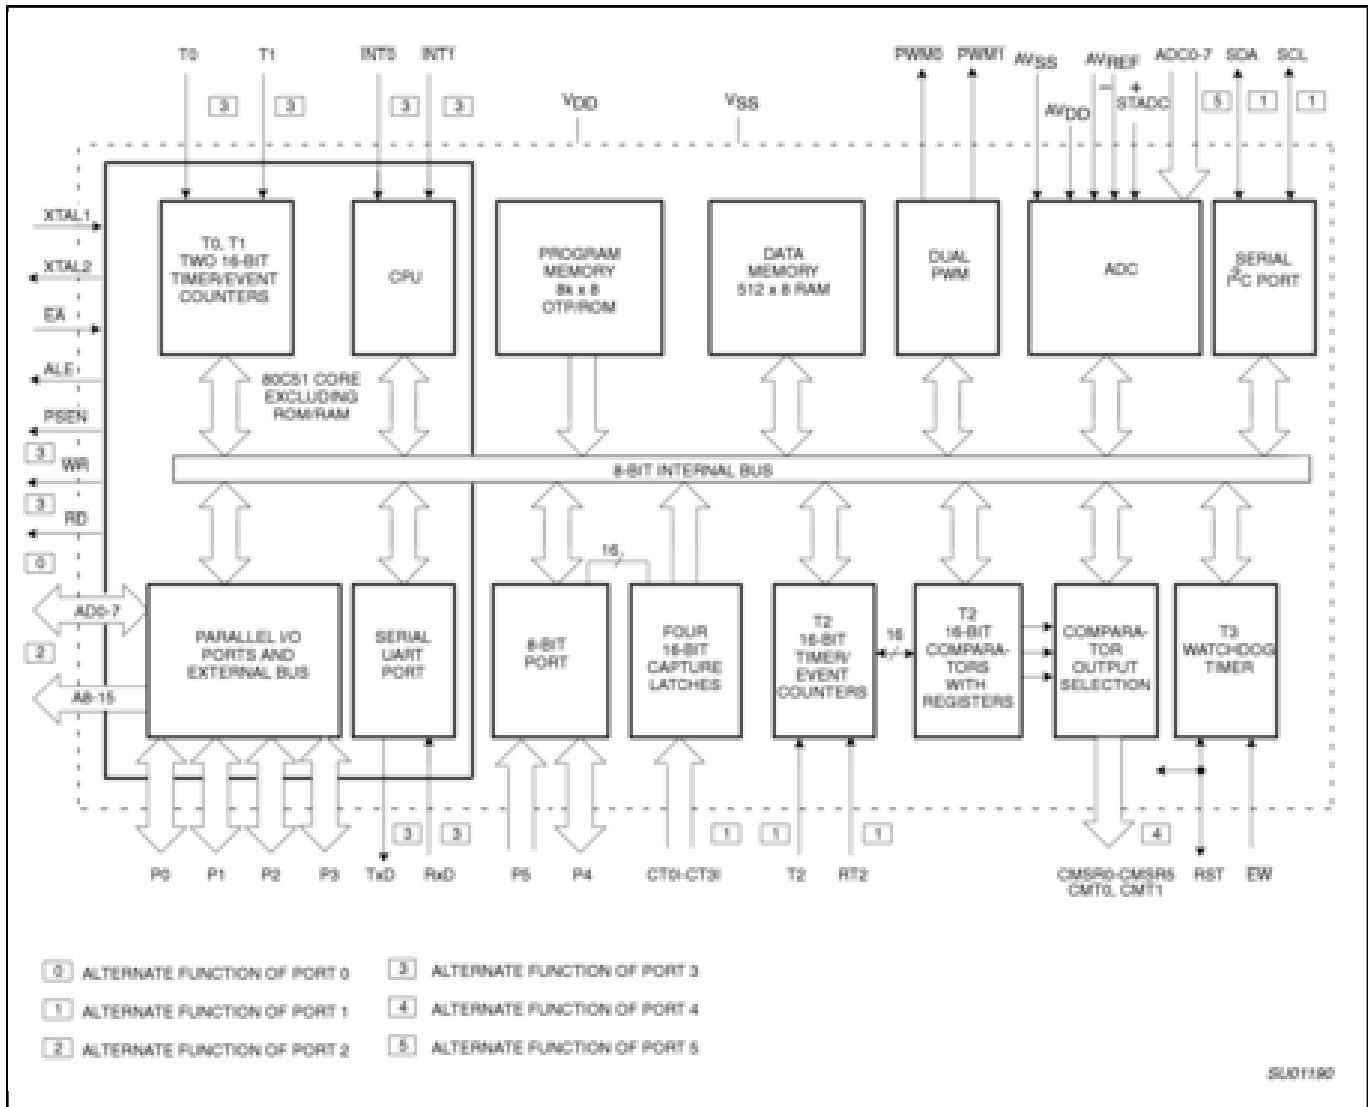 T0
T1
INT0
INT1
VDD
VSS
PWM0
PWM1
AVSS
AVREF
ADC0-7
SDA
SCL
- +
STADC
AVDD
3
3
3
3
5
1
1
XTAL1
XTAL2
EA
ALE
PSEN
3
WR
3
RD
0
AD0-7
2
A8-15
T0, T1
TWO 16-BIT
TIMER/EVENT
COUNTERS
CPU
PROGRAM
MEMORY
8k x 8
OTP/ROM
DATA
MEMORY
512 x 8 RAM
DUAL
PWM
ADC
SERIAL
I2C PORT
80C51 CORE
EXCLUDING
ROM/RAM
8-BIT INTERNAL BUS
16
PARALLEL I/O
PORTS AND
EXTERNAL BUS
SERIAL
UART
PORT
8-BIT
PORT
FOUR
16-BIT
CAPTURE
LATCHES
T2
16-BIT
TIMER/
EVENT
COUNTERS
16
T2
16-BIT
COMPARA-
TORS
WITH
REGISTERS
COMPARA-
TOR
OUTPUT
SELECTION
T3
WATCHDOG
TIMER
3
3
1
1
1
4
P0
P1
P2
P3
TxD
RxD
P5
P4
CT0I-CT3I
T2
RT2
CMSR0-CMSR5
CMT0, CMT1
RST
EW
0 ALTERNATE FUNCTION OF PORT 0
1 ALTERNATE FUNCTION OF PORT 1
2 ALTERNATE FUNCTION OF PORT 2
3 ALTERNATE FUNCTION OF PORT 3
4 ALTERNATE FUNCTION OF PORT 4
5 ALTERNATE FUNCTION OF PORT 5
SU01190